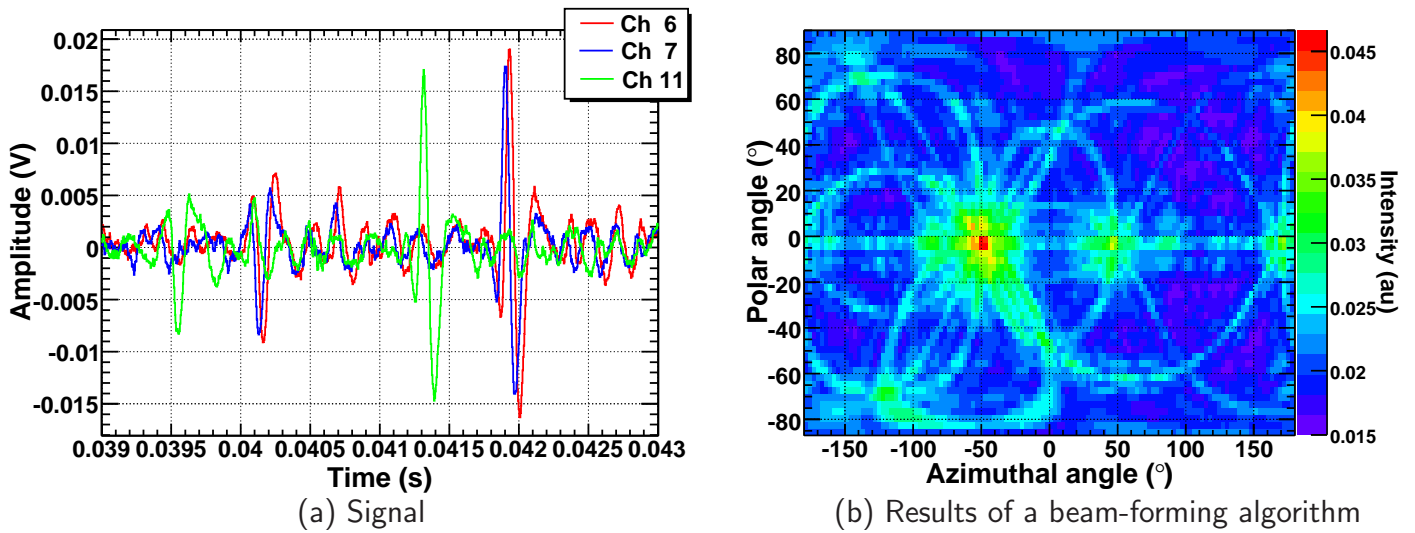 Ch 6
Ch 7
Ch 11
Amplitude (V)
0.02
0.015
0.01
0.005
0
-0.005
-0.01
-0.015
0.039 0.0395 0.04 0.0405 0.041 0.0415 0.042 0.0425 0.043
Time (s)
(a) Signal
Polar angle (°)
80
60
40
20
0
-20
-40
-60
-80
-150 -100 -50 0 50 100 150
Azimuthal angle (°)
0.045
0.04
0.035
0.03
0.025
0.02
0.015
Intensity (au)
(b) Results of a beam-forming algorithm